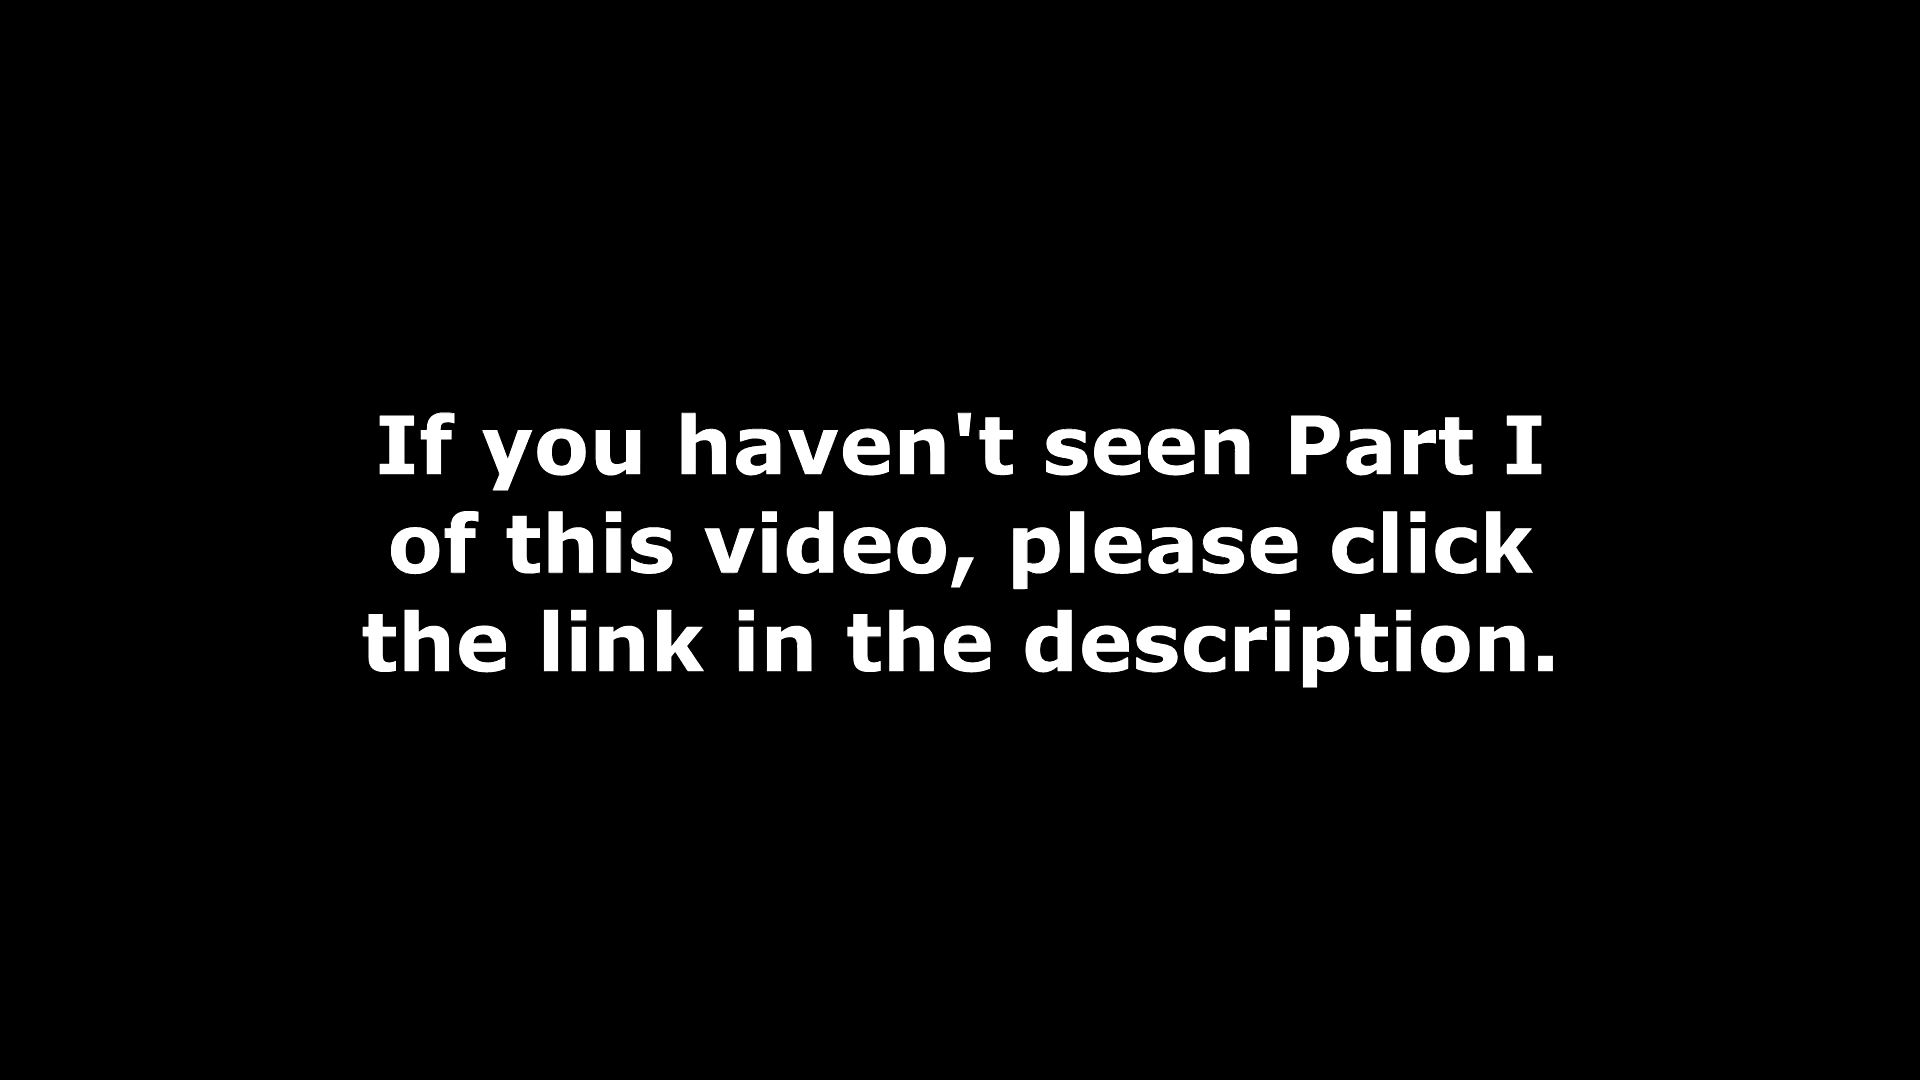 If you haven't seen Part I
of this video, please click
the link in the description.